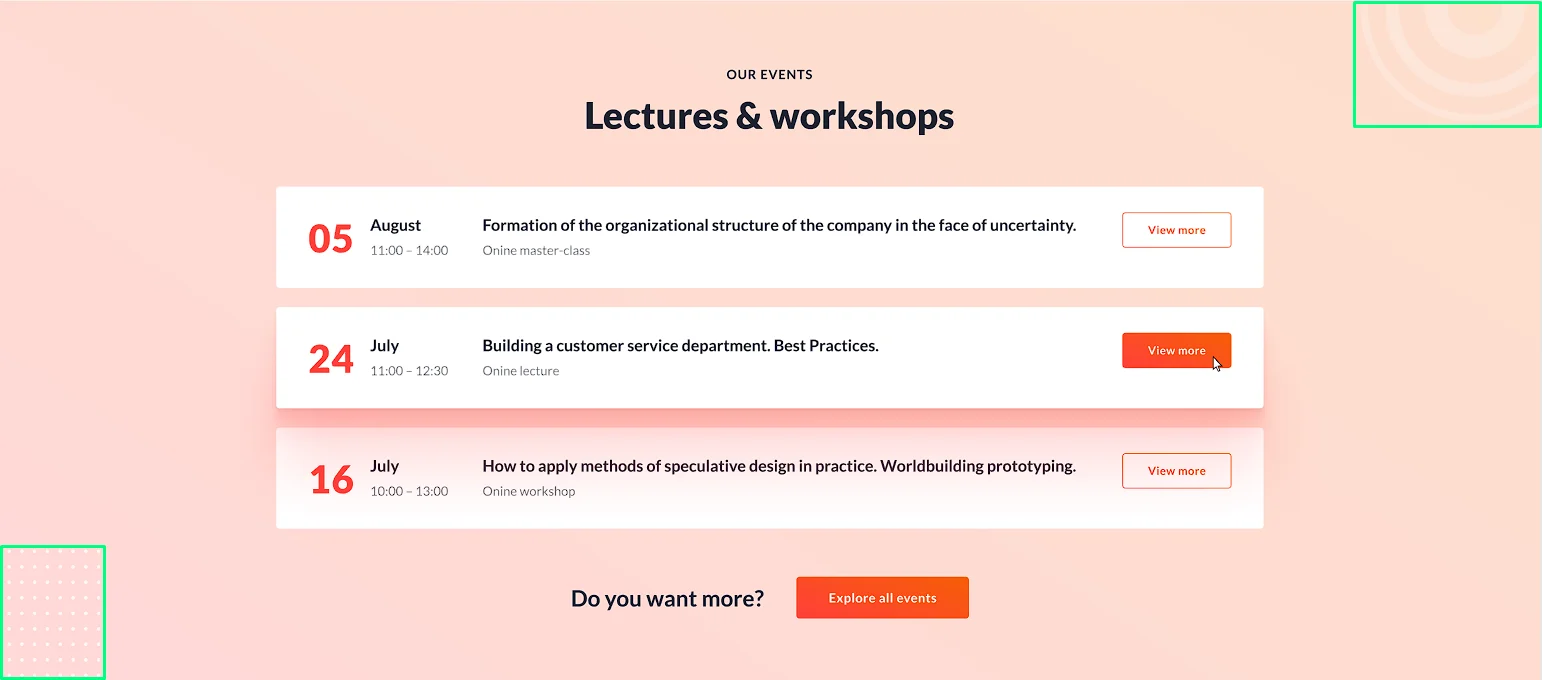 OUR EVENTS
Lectures & workshops
05
August
11:00 – 14:00
Formation of the organizational structure of the company in the face of uncertainty.
Onine master-class
View more
24
July
11:00 – 12:30
Building a customer service department. Best Practices.
Onine lecture
View more
16
July
10:00 – 13:00
How to apply methods of speculative design in practice. Worldbuilding prototyping.
Onine workshop
View more
Do you want more?
Explore all events